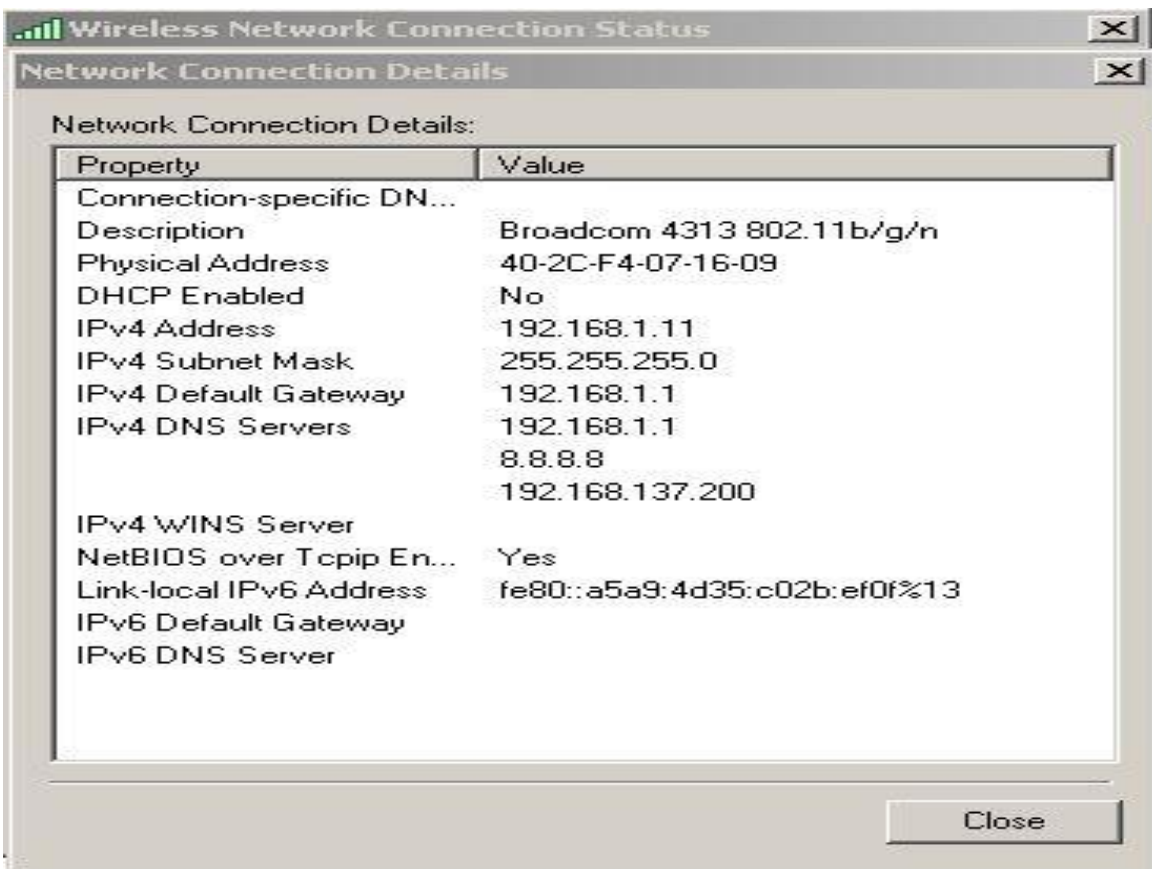 Wireless Network Connection Status
Network Connection Details
Network Connection Details:
Property Value
Connection-specific DN...
Description Broadcom 4313 802.11b/g/n
Physical Address 40-2C-F4-07-16-09
DHCP Enabled No
IPv4 Address 192.168.1.11
IPv4 Subnet Mask 255.255.255.0
IPv4 Default Gateway 192.168.1.1
IPv4 DNS Servers 192.168.1.1
8.8.8.8
192.168.137.200
IPv4 WINS Server
NetBIOS over Tcpip En... Yes
Link-local IPv6 Address fe80::a5a9:4d35:c02b:ef0f%13
IPv6 Default Gateway
IPv6 DNS Server
Close